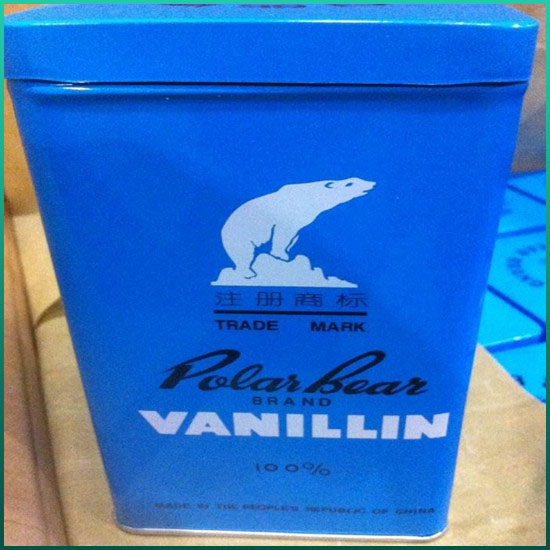 注册商标
TRADE MARK
Polar Bear
BRAND
VANILLIN
100%
MADE IN THE PEOPLE'S REPUBLIC OF CHINA